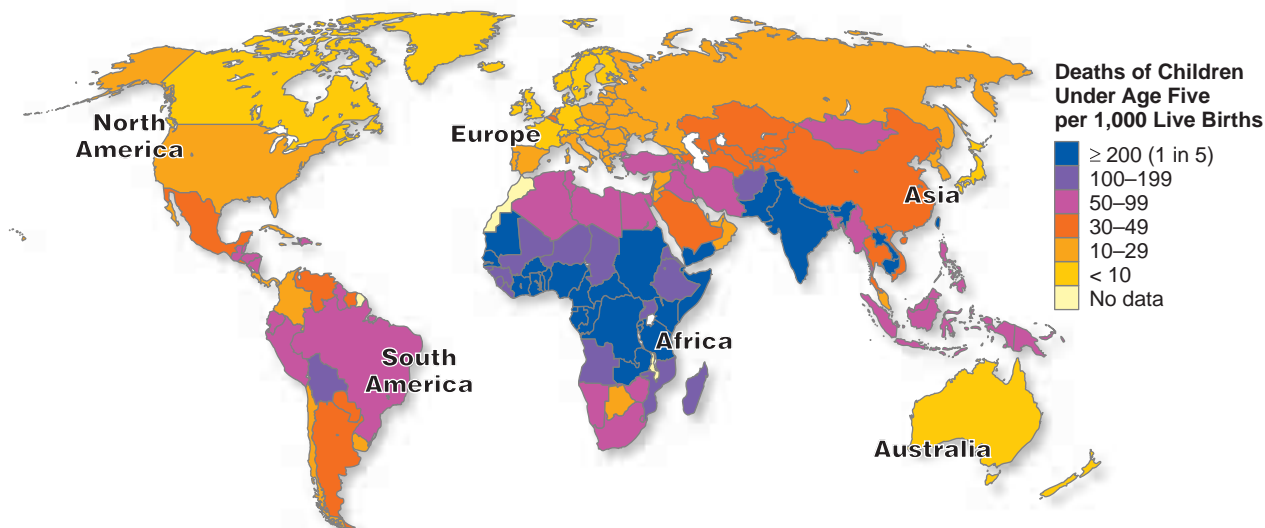 North
America
South
America
Europe
Africa
Asia
Australia
Deaths of Children
Under Age Five
per 1,000 Live Births
≥ 200 (1 in 5)
100–199
50–99
30–49
10–29
< 10
No data